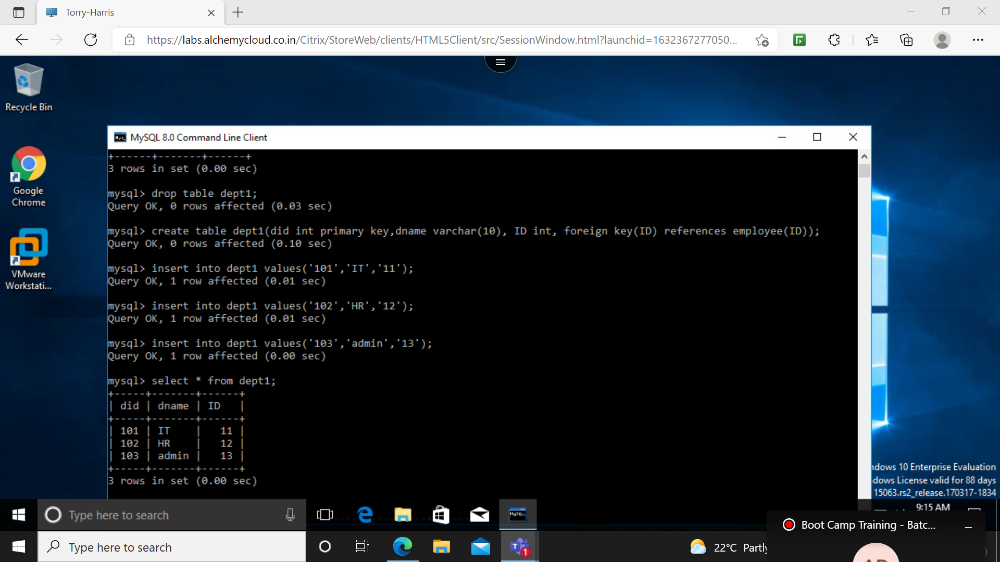 Torry-Harris
https://labs.alchemycloud.co.in/Citrix/StoreWeb/clients/HTML5Client/src/SessionWindow.html?launchid=1632367277050...
Recycle Bin
Google
Chrome
VMware
Workstati...
MySQL 8.0 Command Line Client
+------+-------+------+
3 rows in set (0.00 sec)
mysql> drop table dept1;
Query OK, 0 rows affected (0.03 sec)
mysql> create table dept1(did int primary key,dname varchar(10), ID int, foreign key(ID) references employee(ID));
Query OK, 0 rows affected (0.10 sec)
mysql> insert into dept1 values('101','IT','11');
Query OK, 1 row affected (0.01 sec)
mysql> insert into dept1 values('102','HR','12');
Query OK, 1 row affected (0.01 sec)
mysql> insert into dept1 values('103','admin','13');
Query OK, 1 row affected (0.00 sec)
mysql> select * from dept1;
+-----+-------+------+
| did | dname | ID   |
+-----+-------+------+
| 101 | IT    |   11 |
| 102 | HR    |   12 |
| 103 | admin |   13 |
+-----+-------+------+
3 rows in set (0.00 sec)
ndows 10 Enterprise Evaluation
dows License valid for 88 days
15063.rs2_release.170317-1834
Type here to search
9:15 AM
Boot Camp Training - Batc...
Type here to search
1
22°C Partly